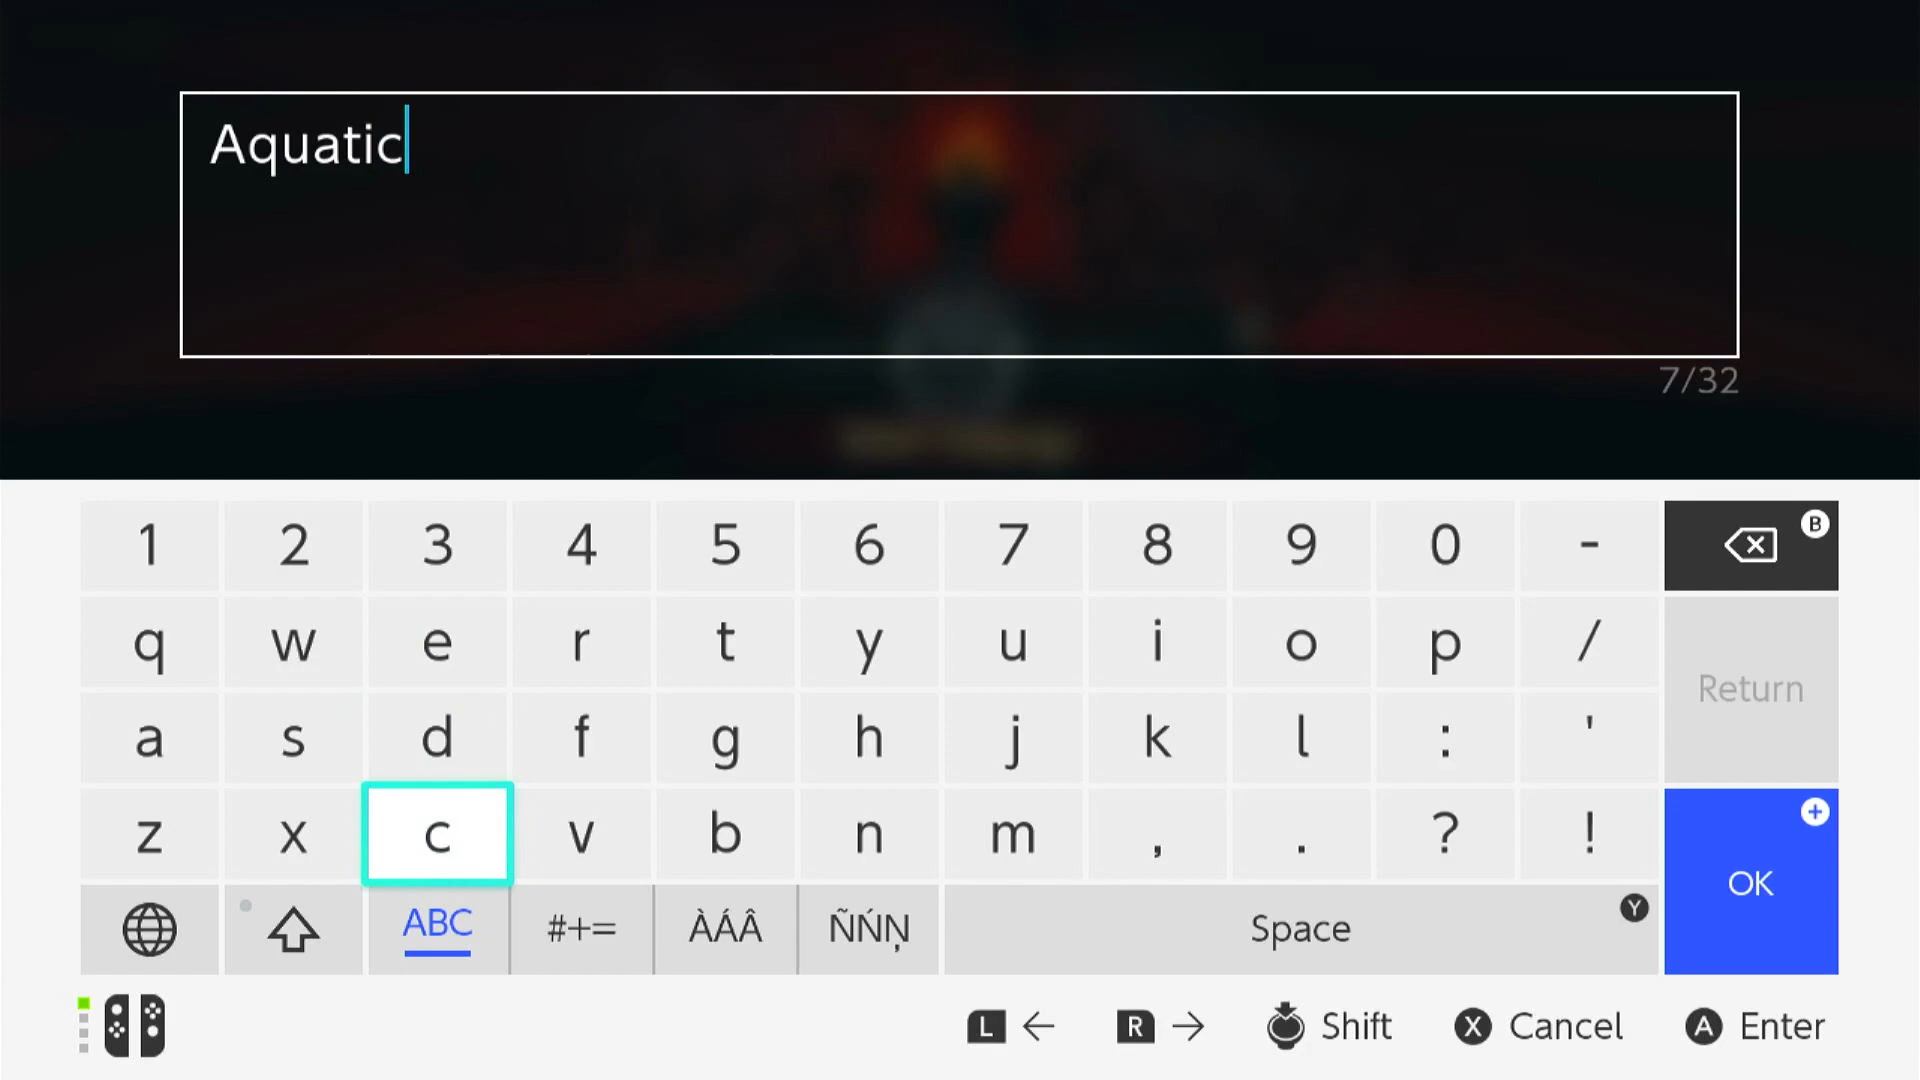 Aquatic
7/32
1 2 3 4 5 6 7 8 9 0 - B
q w e r t y u i o p /
Return
a s d f g h j k l : '
z x c v b n m , . ? ! +
OK
ABC #+= ÀÁÂ ÑŃŅ Space Y
L ← R → Shift X Cancel A Enter